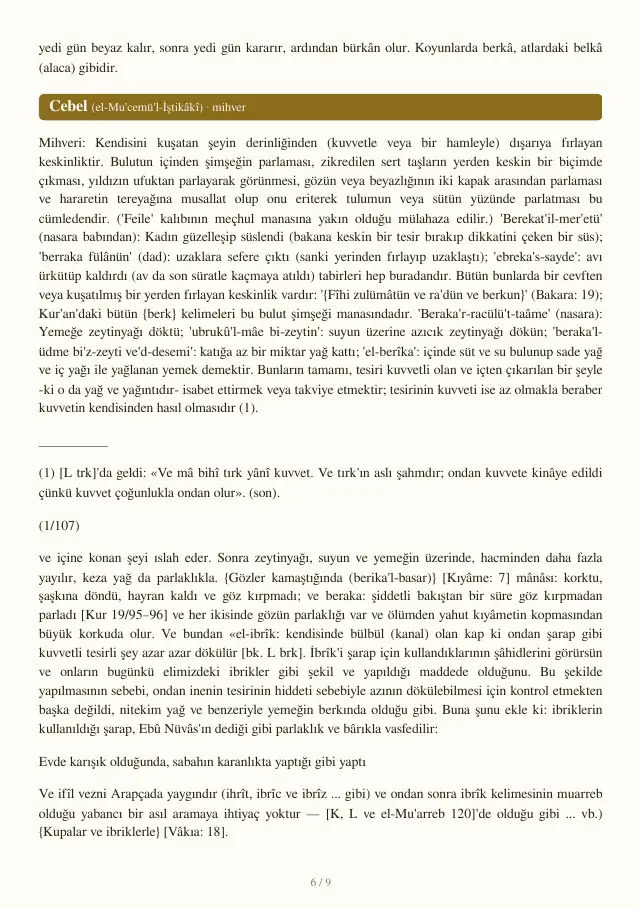 yedi gün beyaz kalır, sonra yedi gün kararır, ardından bürkân olur. Koyunlarda berkâ, atlardaki belkâ
(alaca) gibidir.
Cebel (el-Mu'cemü'l-İştikâkî) · mihver
Mihveri: Kendisini kuşatan şeyin derinliğinden (kuvvetle veya bir hamleyle) dışarıya fırlayan
keskinliktir. Bulutun içinden şimşeğin parlaması, zikredilen sert taşların yerden keskin bir biçimde
çıkması, yıldızın ufuktan parlayarak görünmesi, gözün veya beyazlığının iki kapak arasından parlaması
ve hararetin tereyağına musallat olup onu eriterek tulumun veya sütün yüzünde parlatması bu
cümledendir. ('Feile' kalıbının meçhul manasına yakın olduğu mülahaza edilir.) 'Berekat'il-mer'etü'
(nasara babından): Kadın güzelleşip süslendi (bakana keskin bir tesir bırakıp dikkatini çeken bir süs);
'berraka fülânün' (dad): uzaklara sefere çıktı (sanki yerinden fırlayıp uzaklaştı); 'ebreka's-sayde': avı
ürkütüp kaldırdı (av da son süratle kaçmaya atıldı) tabirleri hep buradandır. Bütün bunlarda bir cevften
veya kuşatılmış bir yerden fırlayan keskinlik vardır: '{Fîhi zulümâtün ve ra'dün ve berkun}' (Bakara: 19);
Kur'an'daki bütün {berk} kelimeleri bu bulut şimşeği manasındadır. 'Beraka'r-racülü't-taâme' (nasara):
Yemeğe zeytinyağı döktü; 'ubrukû'l-mâe bi-zeytin': suyun üzerine azıcık zeytinyağı dökün; 'beraka'l-
üdme bi'z-zeyti ve'd-desemi': katığa az bir miktar yağ kattı; 'el-berîka': içinde süt ve su bulunup sade yağ
ve iç yağı ile yağlanan yemek demektir. Bunların tamamı, tesiri kuvvetli olan ve içten çıkarılan bir şeyle
-ki o da yağ ve yağıntıdır- isabet ettirmek veya takviye etmektir; tesirinin kuvveti ise az olmakla beraber
kuvvetin kendisinden hasıl olmasıdır (1).
(1) [L trk]'da geldi: «Ve mâ bihî tırk yânî kuvvet. Ve tırk'ın aslı şahmdır; ondan kuvvete kinâye edildi
çünkü kuvvet çoğunlukla ondan olur». (son).
(1/107)
ve içine konan şeyi ıslah eder. Sonra zeytinyağı, suyun ve yemeğin üzerinde, hacminden daha fazla
yayılır, keza yağ da parlaklıkla. {Gözler kamaştığında (berika'l-basar)} [Kıyâme: 7] mânâsı: korktu,
şaşkına döndü, hayran kaldı ve göz kırpmadı; ve beraka: şiddetli bakıştan bir süre göz kırpmadan
parladı [Kur 19/95–96] ve her ikisinde gözün parlaklığı var ve ölümden yahut kıyâmetin kopmasından
büyük korkuda olur. Ve bundan «el-ibrîk: kendisinde bülbül (kanal) olan kap ki ondan şarap gibi
kuvvetli tesirli şey azar azar dökülür [bk. L brk]. İbrîk'i şarap için kullandıklarının şâhidlerini görürsün
ve onların bugünkü elimizdeki ibrikler gibi şekil ve yapıldığı maddede olduğunu. Bu şekilde
yapılmasının sebebi, ondan inenin tesirinin hiddeti sebebiyle azının dökülebilmesi için kontrol etmekten
başka değildi, nitekim yağ ve benzeriyle yemeğin berkında olduğu gibi. Buna şunu ekle ki: ibriklerin
kullanıldığı şarap, Ebû Nüvâs'ın dediği gibi parlaklık ve bârıkla vasfedilir:
Evde karışık olduğunda, sabahın karanlıkta yaptığı gibi yaptı
Ve ifîl vezni Arapçada yaygındır (ihrît, ibrîc ve ibrîz ... gibi) ve ondan sonra ibrîk kelimesinin muarreb
olduğu yabancı bir asıl aramaya ihtiyaç yoktur — [K, L ve el-Mu'arreb 120]'de olduğu gibi ... vb.)
{Kupalar ve ibriklerle} [Vâkıa: 18].
6 / 9